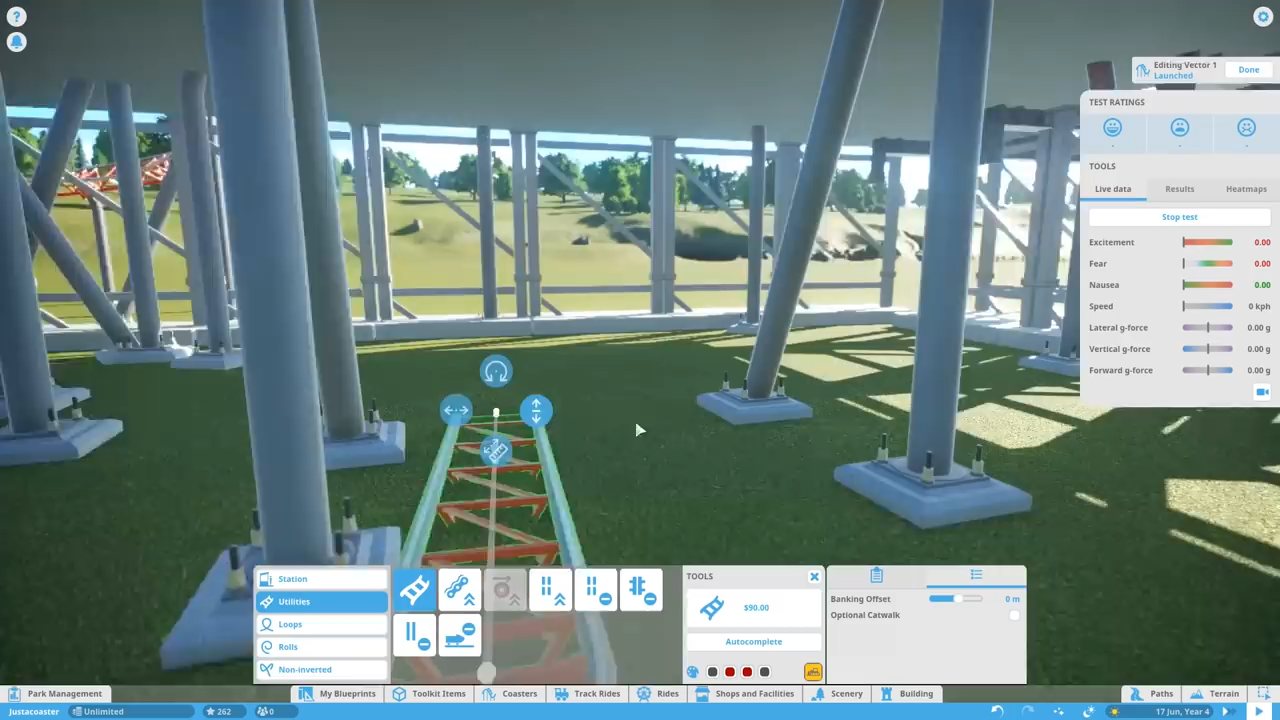 ?
Editing Vector 1
Launched
Done
TEST RATINGS
- - -
TOOLS
Live data Results Heatmaps
Stop test
Excitement 0.00
Fear 0.00
Nausea 0.00
Speed 0 kph
Lateral g-force 0.00 g
Vertical g-force 0.00 g
Forward g-force 0.00 g
Station
Utilities
Loops
Rolls
Non-inverted
TOOLS
$90.00
Autocomplete
Banking Offset 0 m
Optional Catwalk
Park Management My Blueprints Toolkit Items Coasters Track Rides Rides Shops and Facilities Scenery Building Paths Terrain
Justacoaster Unlimited 262 0 17 Jun, Year 4